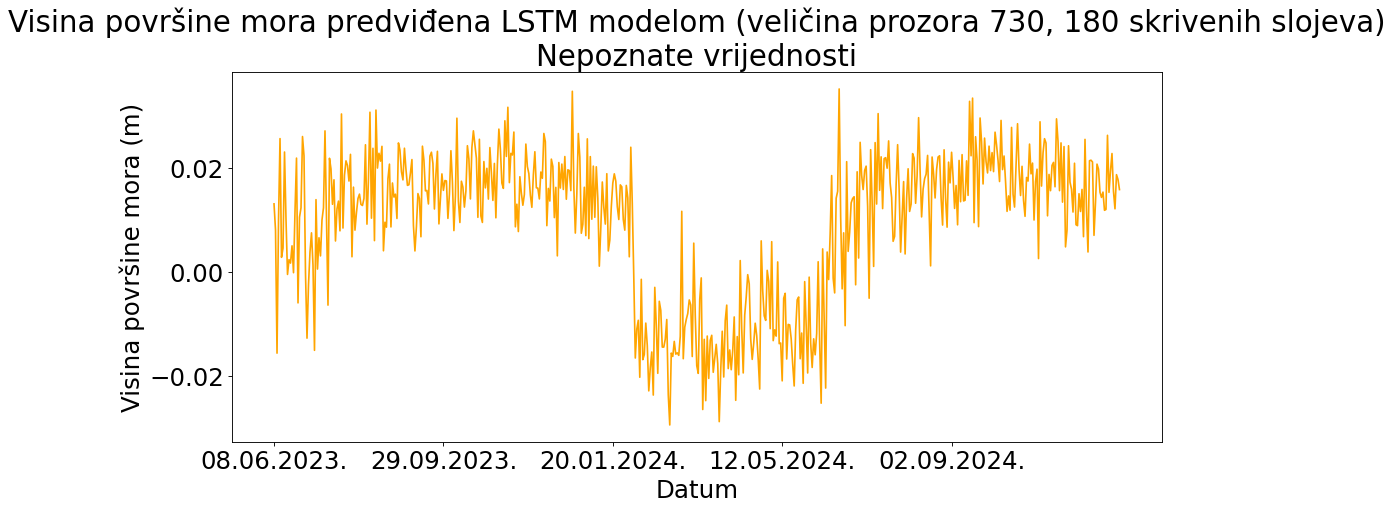 Visina površine mora predviđena LSTM modelom (veličina prozora 730, 180 skrivenih slojeva)
Nepoznate vrijednosti
Visina površine mora (m)
0.02
0.00
−0.02
08.06.2023. 29.09.2023. 20.01.2024. 12.05.2024. 02.09.2024.
Datum